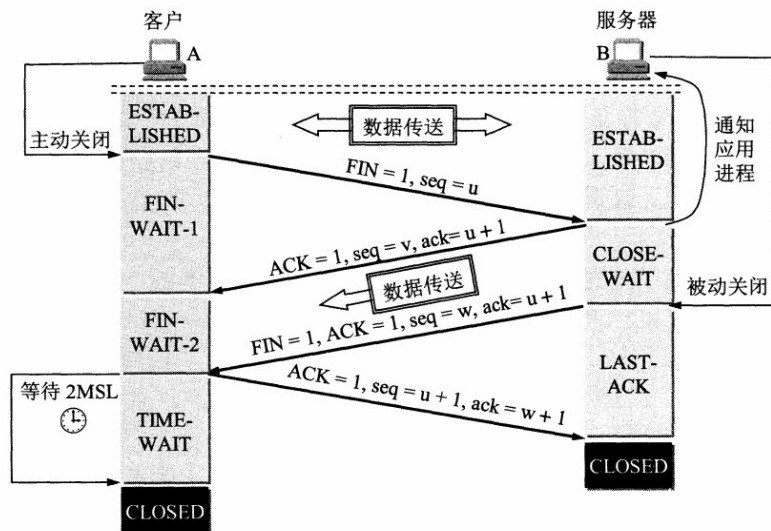 客户
服务器
A
B
ESTAB-
LISHED
数据传送
ESTAB-
LISHED
通知
应用
进程
主动关闭
FIN = 1, seq = u
FIN-
WAIT-1
ACK = 1, seq = v, ack= u + 1
CLOSE-
WAIT
数据传送
被动关闭
FIN-
WAIT-2
FIN = 1, ACK = 1, seq = w, ack= u + 1
LAST-
ACK
等待 2MSL
ACK = 1, seq = u + 1, ack = w + 1
TIME-
WAIT
CLOSED
CLOSED